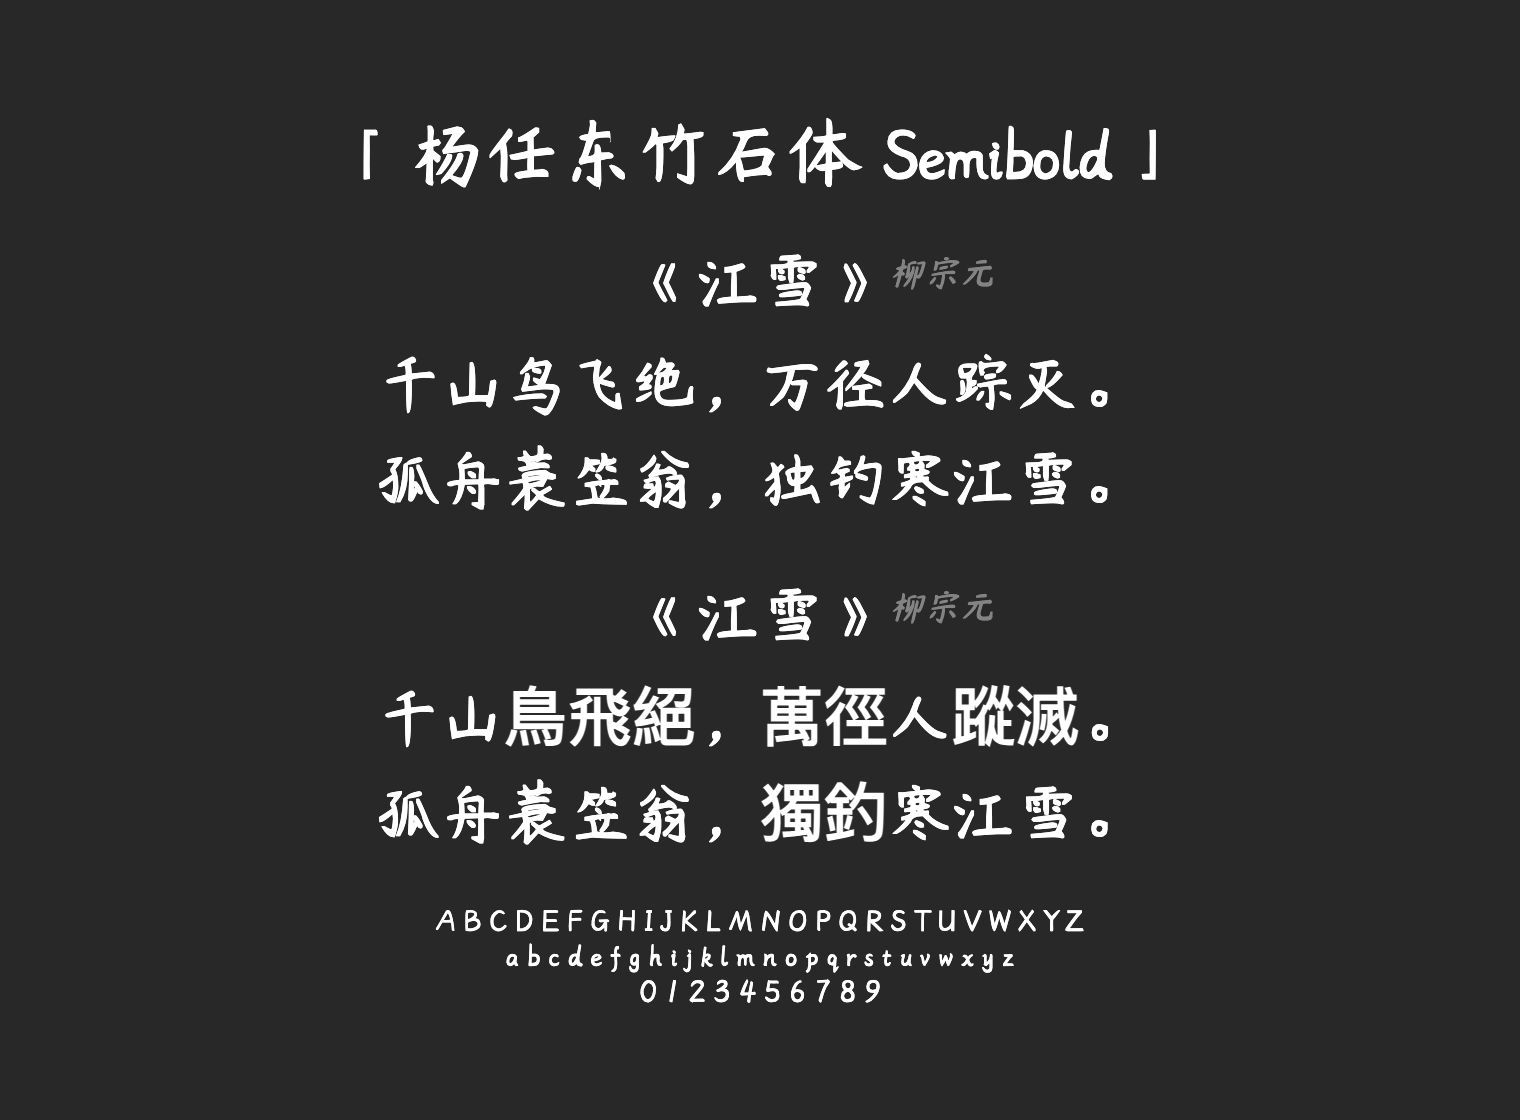 「 杨任东竹石体 Semibold 」
《 江雪 》 柳宗元
千山鸟飞绝，万径人踪灭。
孤舟蓑笠翁，独钓寒江雪。
《 江雪 》 柳宗元
千山鳥飛絕，萬徑人蹤滅。
孤舟蓑笠翁，獨釣寒江雪。
ABCDEFGHIJKLMNOPQRSTUVWXYZ
abcdefghijklmnopqrstuvwxyz
0123456789